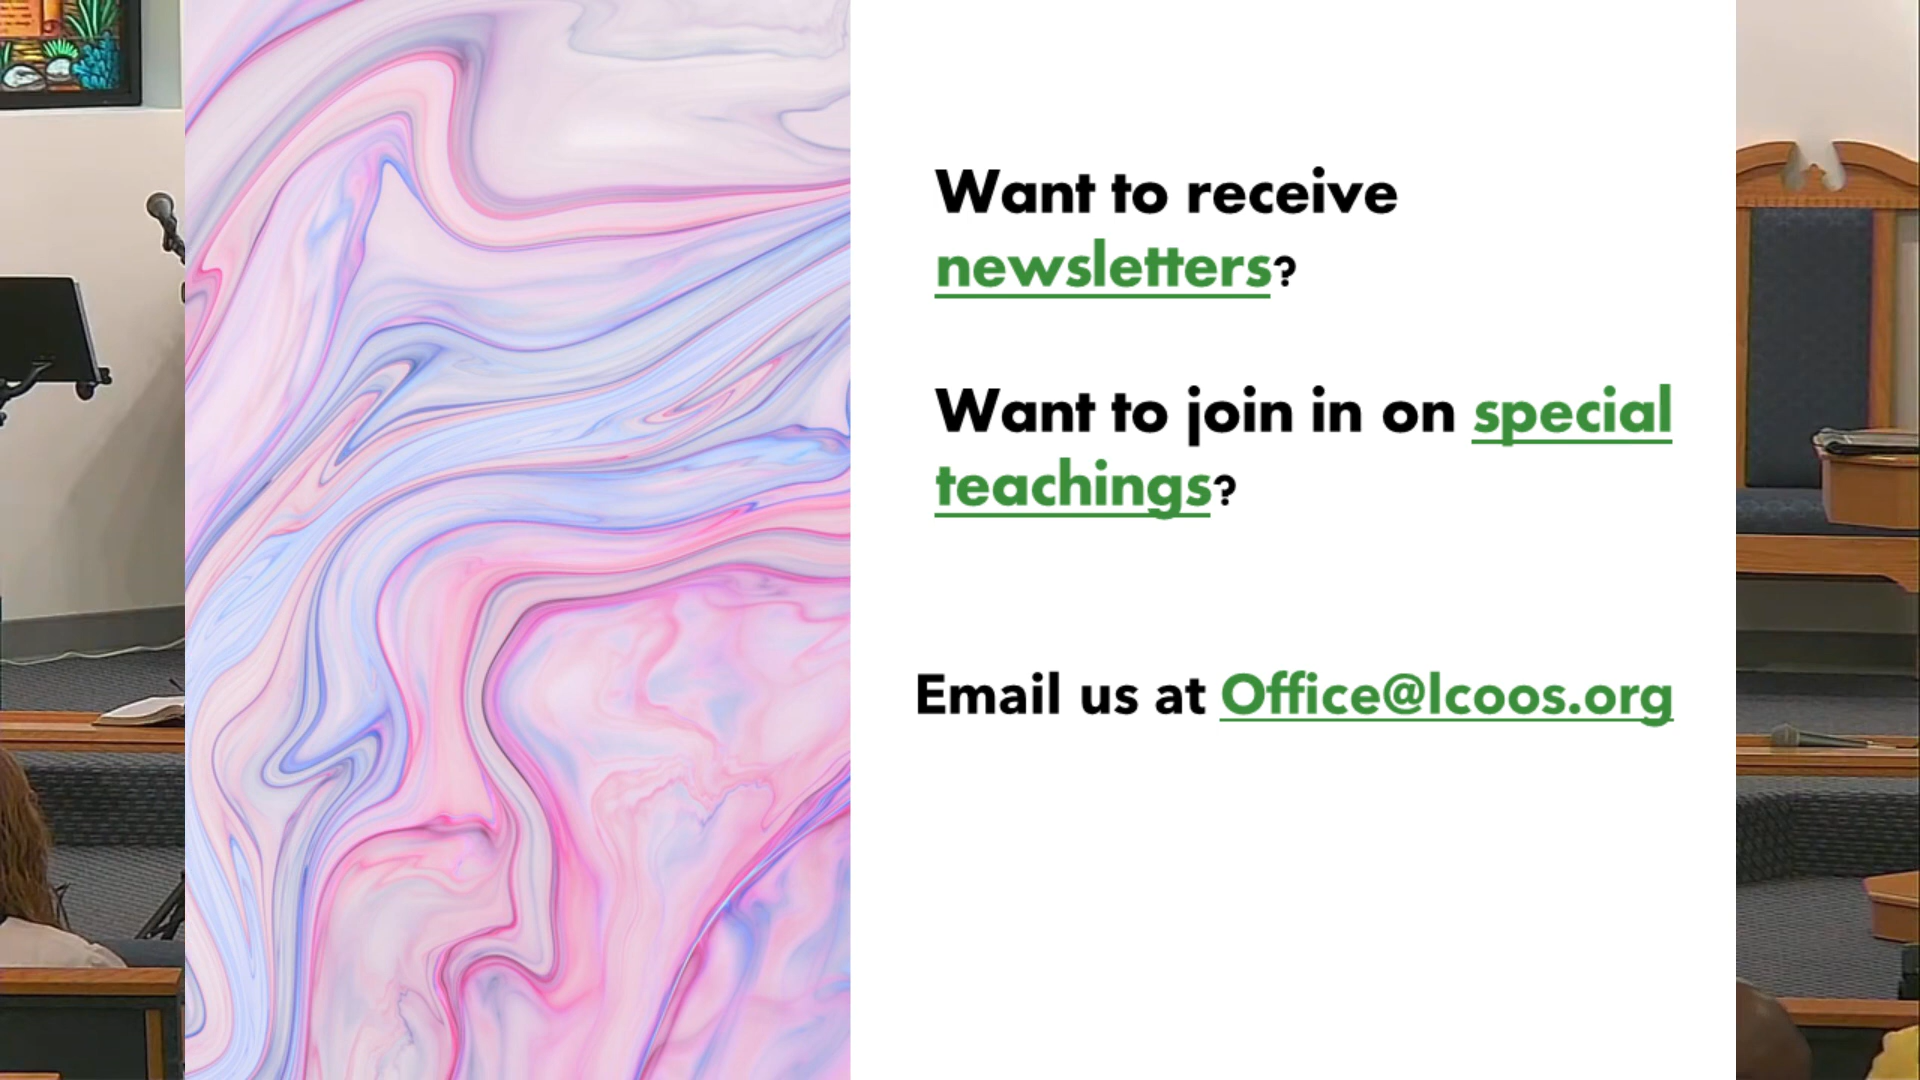 Want to receive
newsletters?
Want to join in on special
teachings?
Email us at Office@lcoos.org